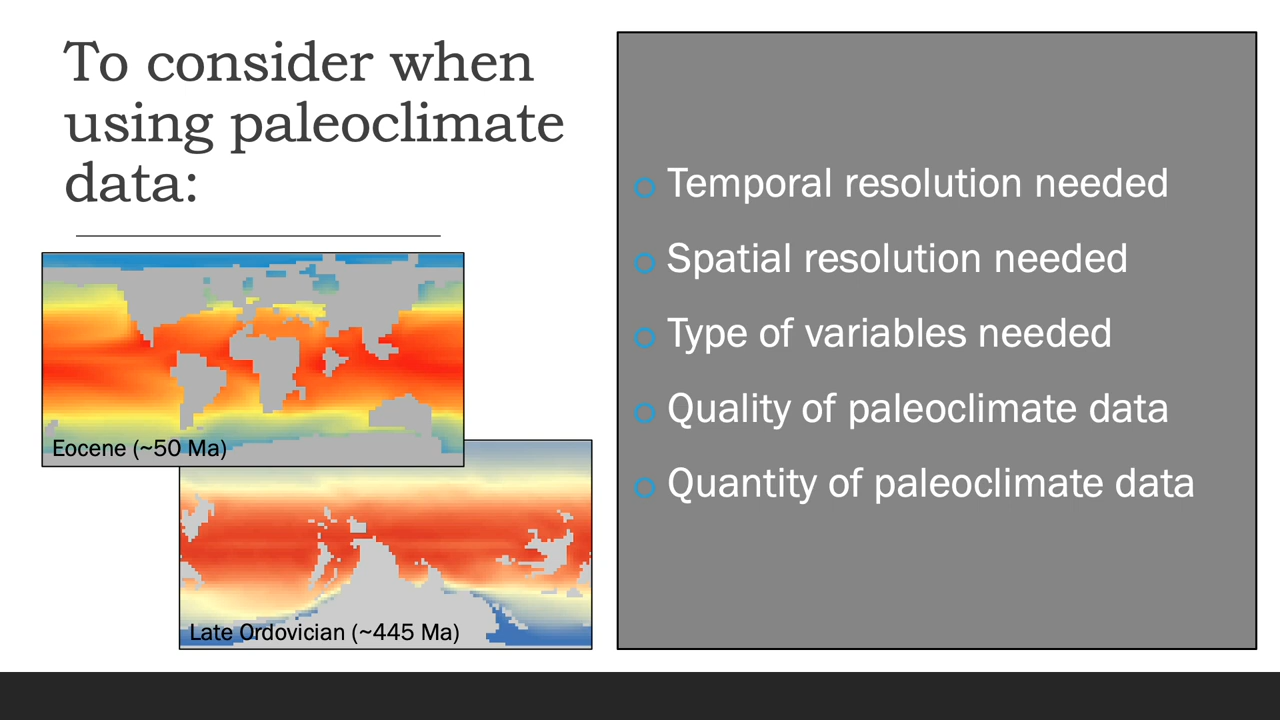 To consider when
using paleoclimate
data:
Eocene (~50 Ma)
Late Ordovician (~445 Ma)
Temporal resolution needed
Spatial resolution needed
Type of variables needed
Quality of paleoclimate data
Quantity of paleoclimate data